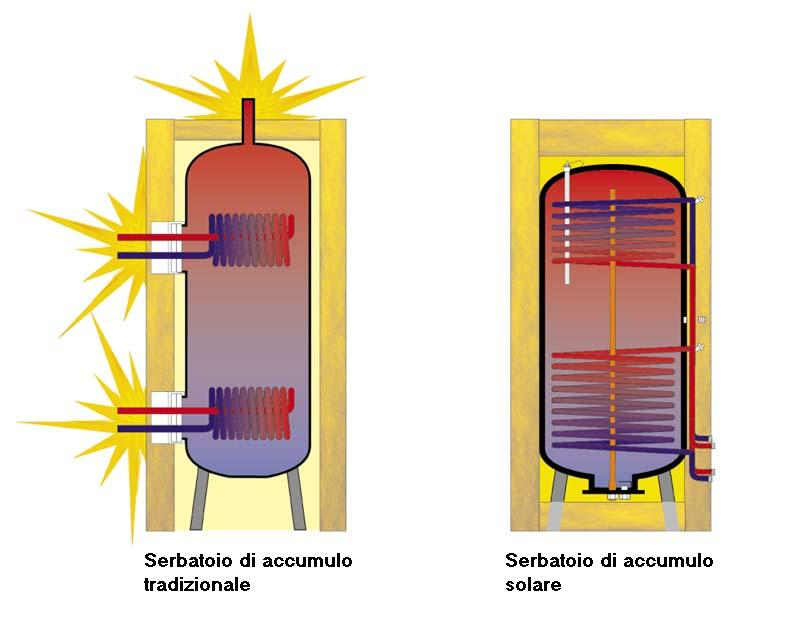 Serbatoio di accumulo
tradizionale
Serbatoio di accumulo
solare